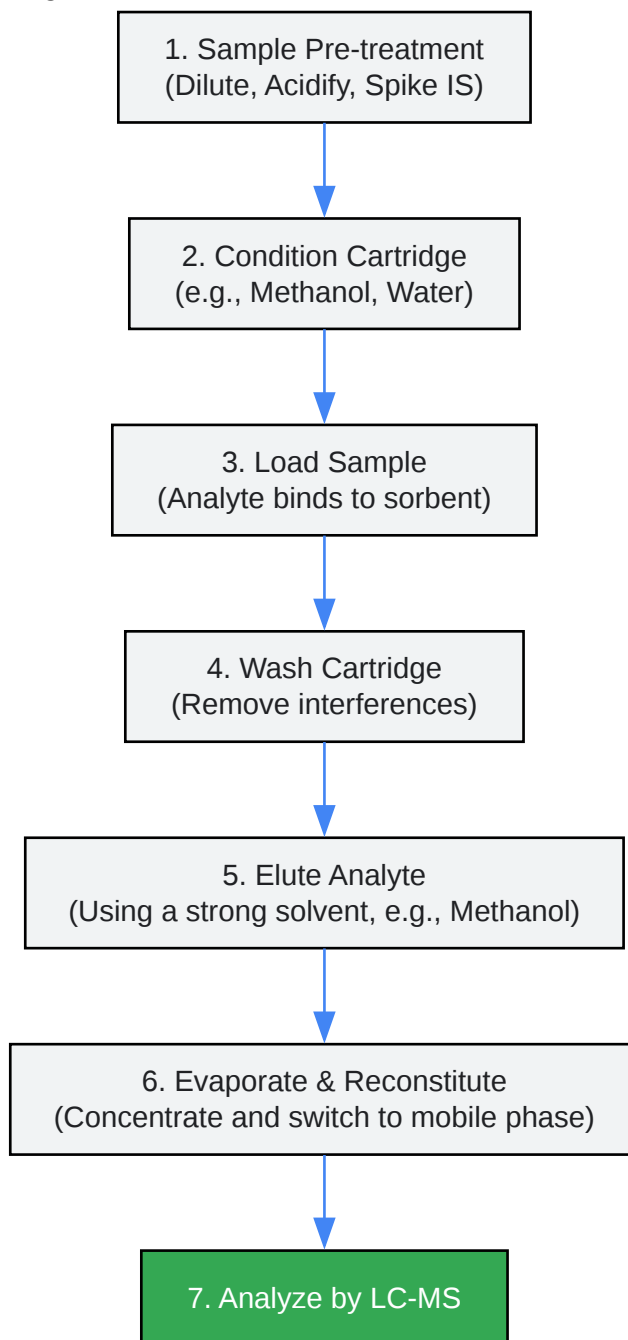 1. Sample Pre-treatment
(Dilute, Acidify, Spike IS)
2. Condition Cartridge
(e.g., Methanol, Water)
3. Load Sample
(Analyte binds to sorbent)
4. Wash Cartridge
(Remove interferences)
5. Elute Analyte
(Using a strong solvent, e.g., Methanol)
6. Evaporate & Reconstitute
(Concentrate and switch to mobile phase)
7. Analyze by LC-MS